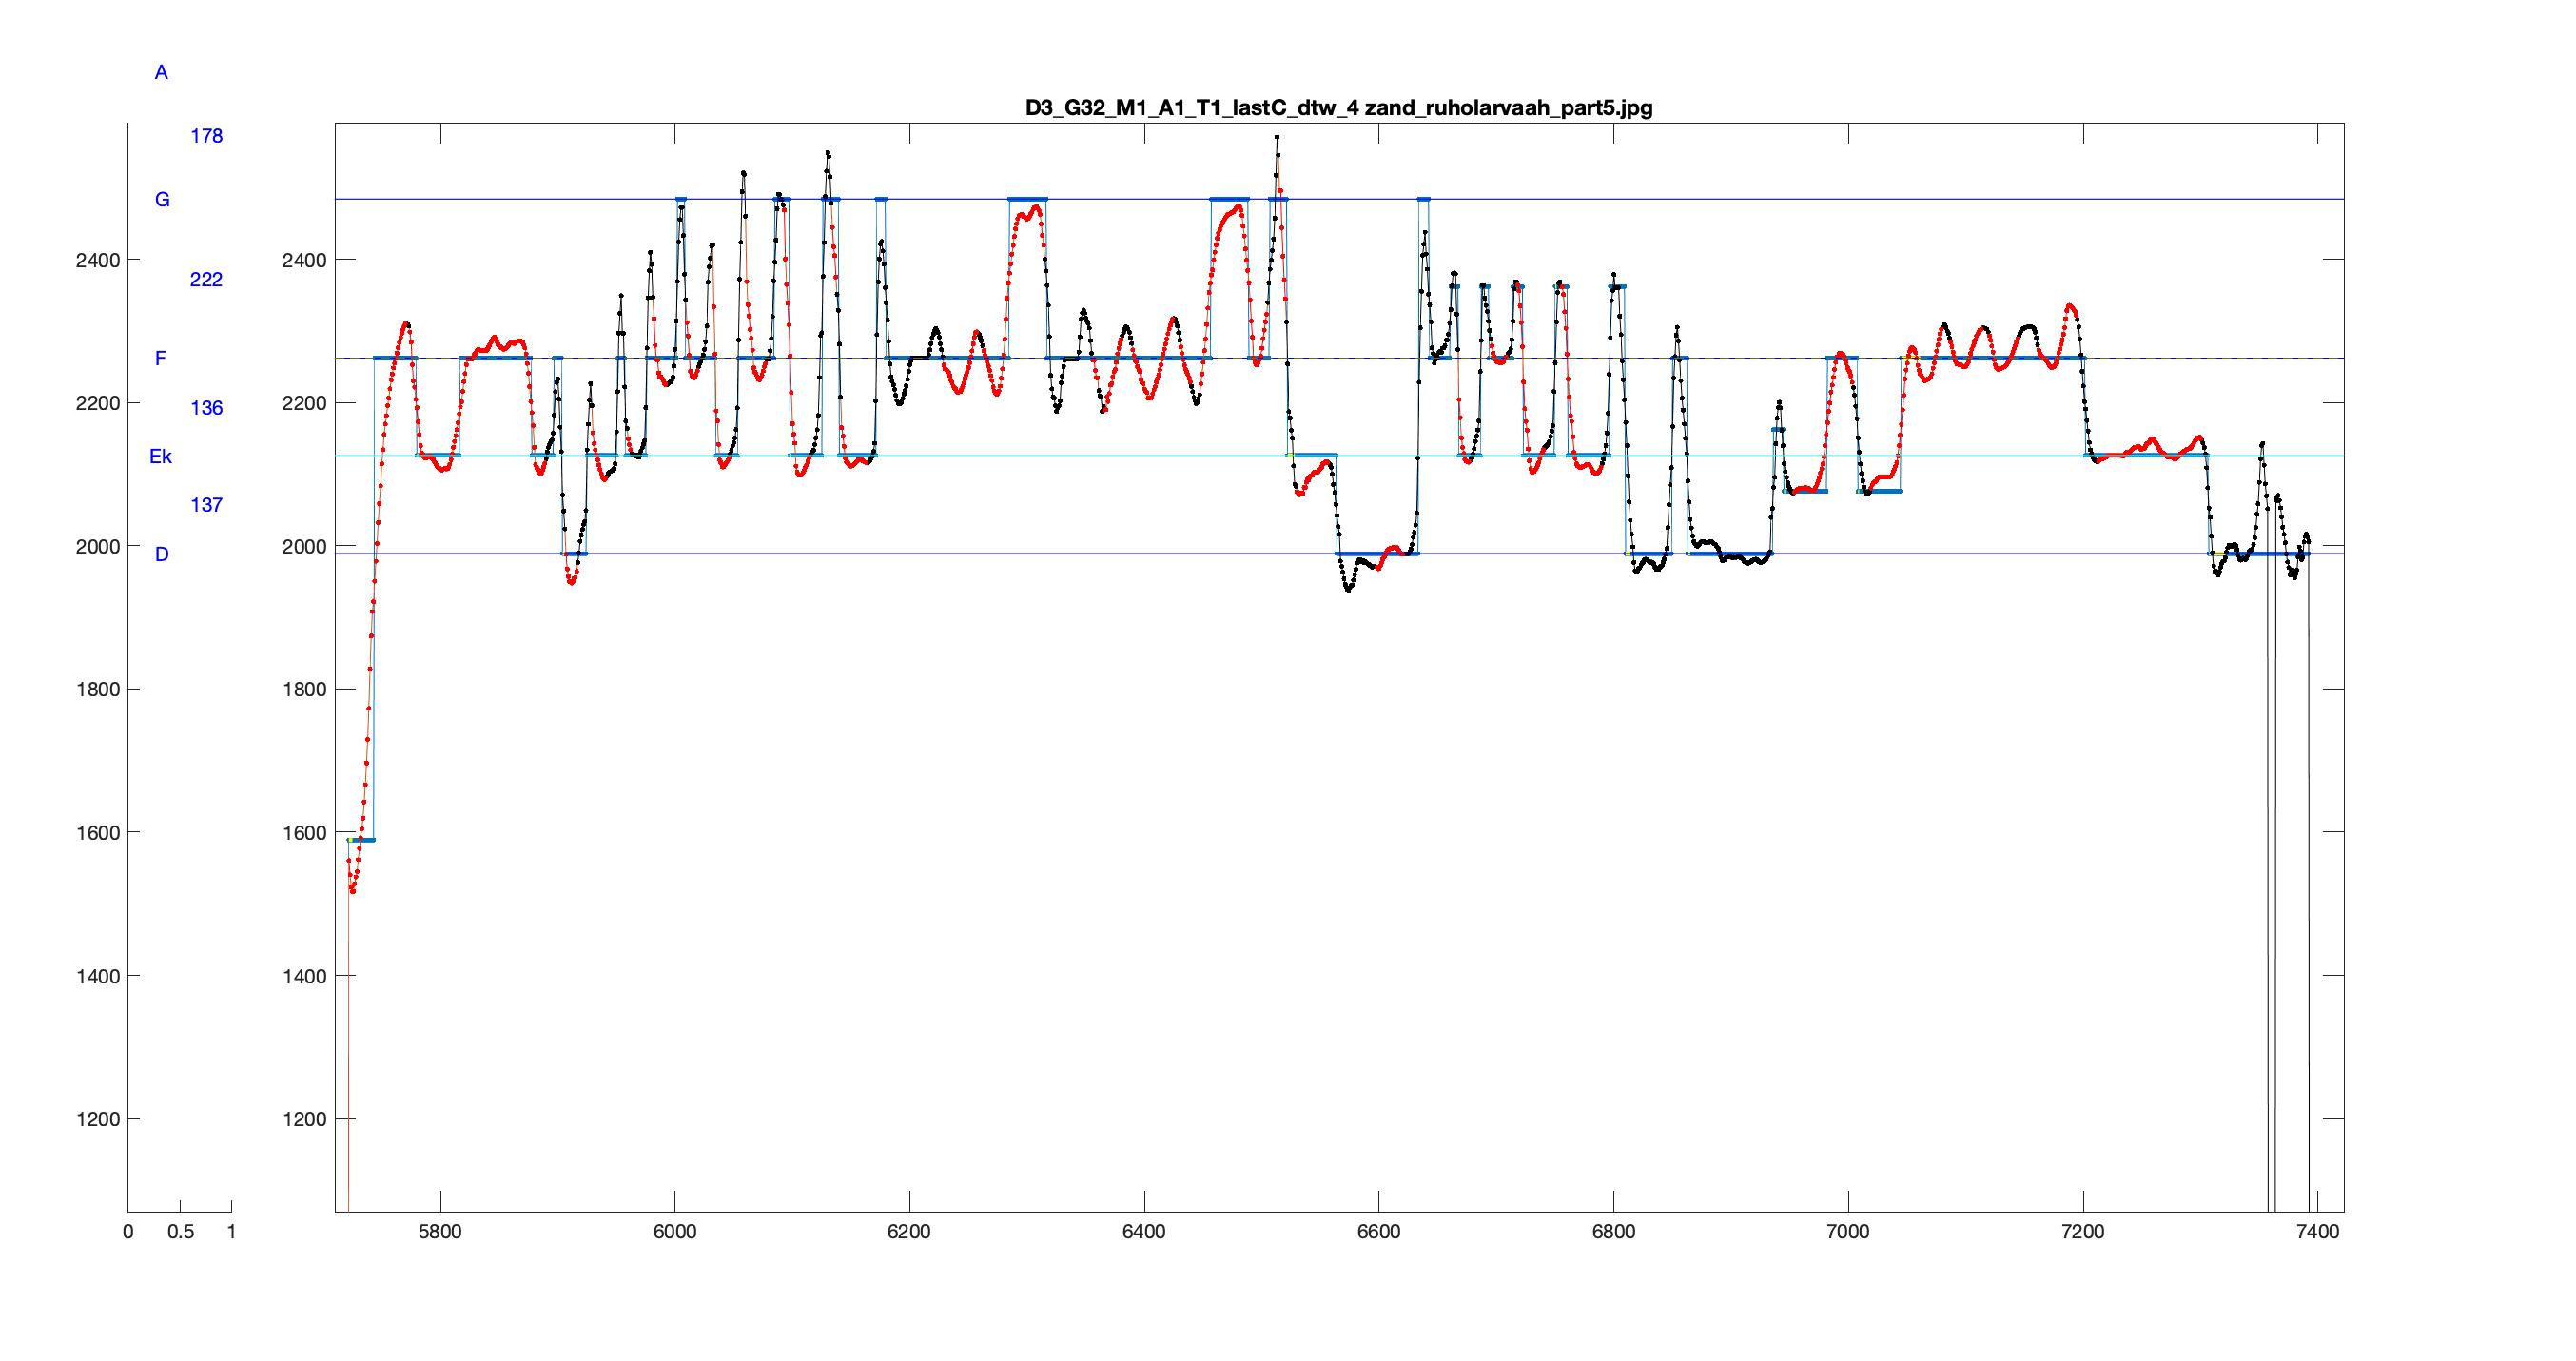 A
D3_G32_M1_A1_T1_lastC_dtw_4 zand_ruholarvaah_part5.jpg
178
G
2400 222 2400
F
2200 136 2200
Ek
137
2000 D 2000
1800 1800
1600 1600
1400 1400
1200 1200
0 0.5 1 5800 6000 6200 6400 6600 6800 7000 7200 7400